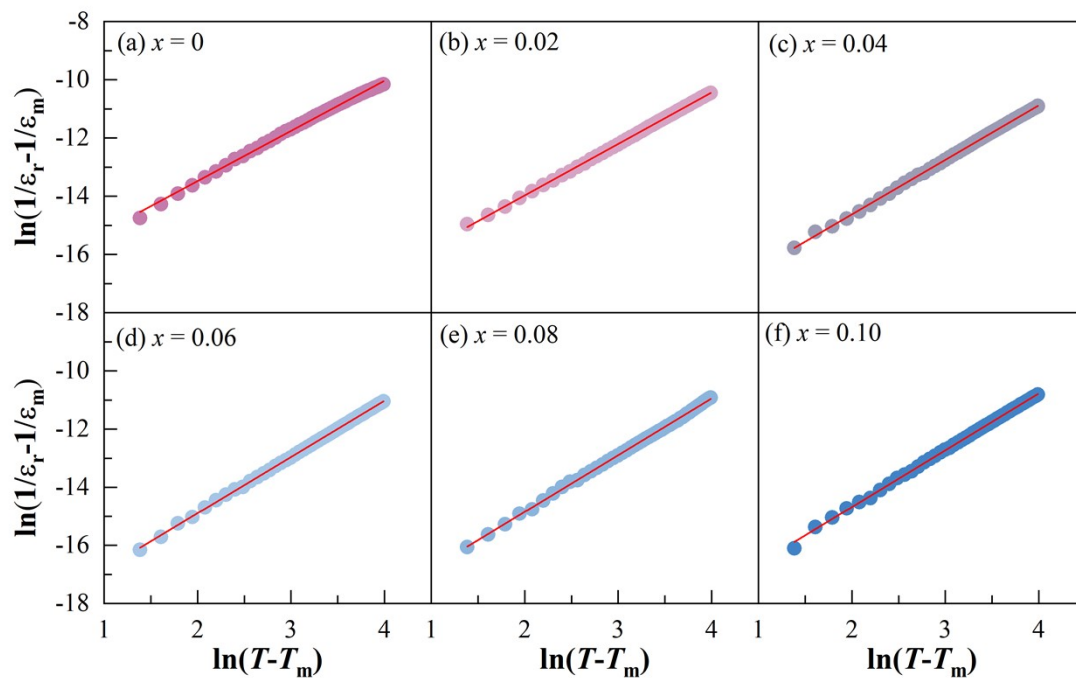 (a) x = 0
(b) x = 0.02
(c) x = 0.04
-8
-10
-12
-14
-16
-18
ln(1/εr-1/εm)
(d) x = 0.06
(e) x = 0.08
(f) x = 0.10
-10
-12
-14
-16
-18
ln(1/εr-1/εm)
1 2 3 4 1 2 3 4 1 2 3 4
ln(T-Tm) ln(T-Tm) ln(T-Tm)